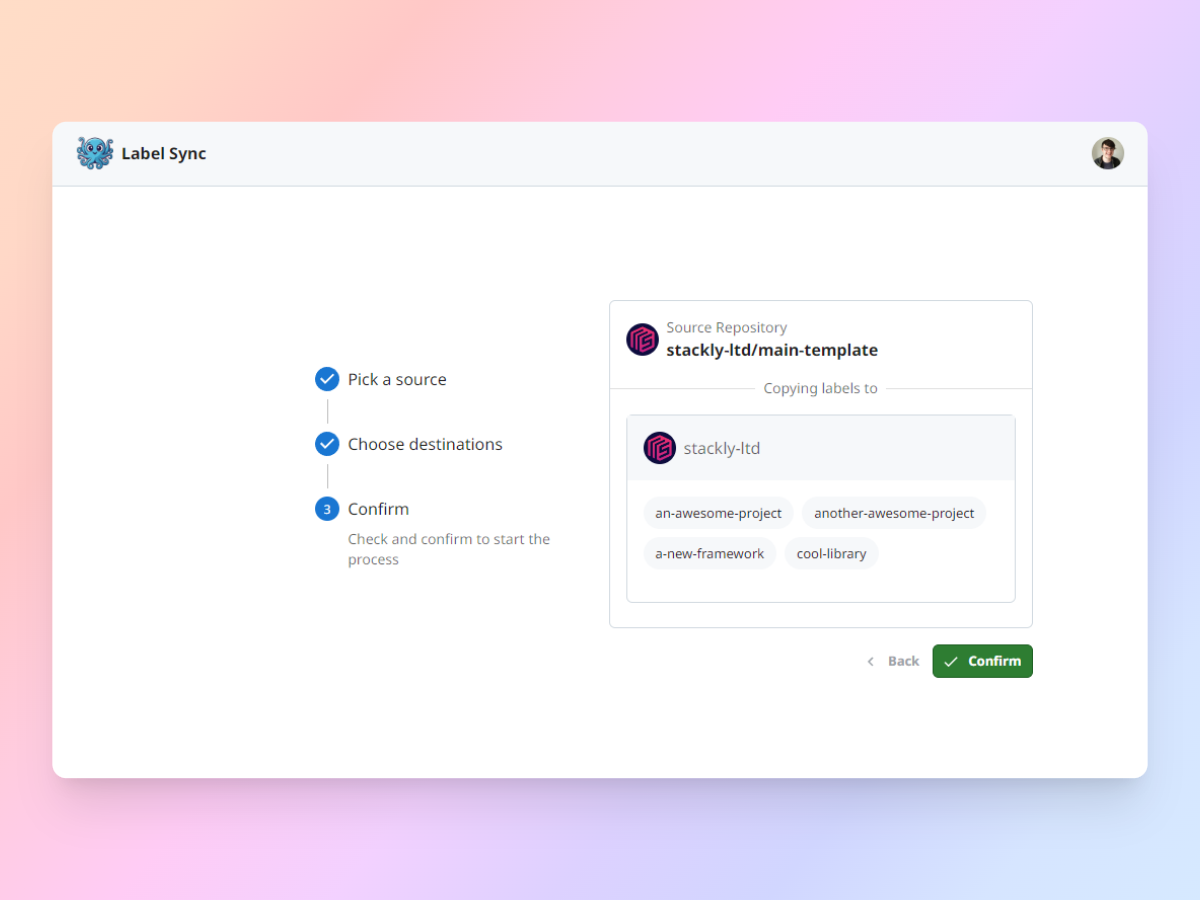 Label Sync
Pick a source
Choose destinations
3 Confirm
Check and confirm to start the
process
Source Repository
stackly-ltd/main-template
Copying labels to
stackly-ltd
an-awesome-project another-awesome-project
a-new-framework cool-library
Back Confirm